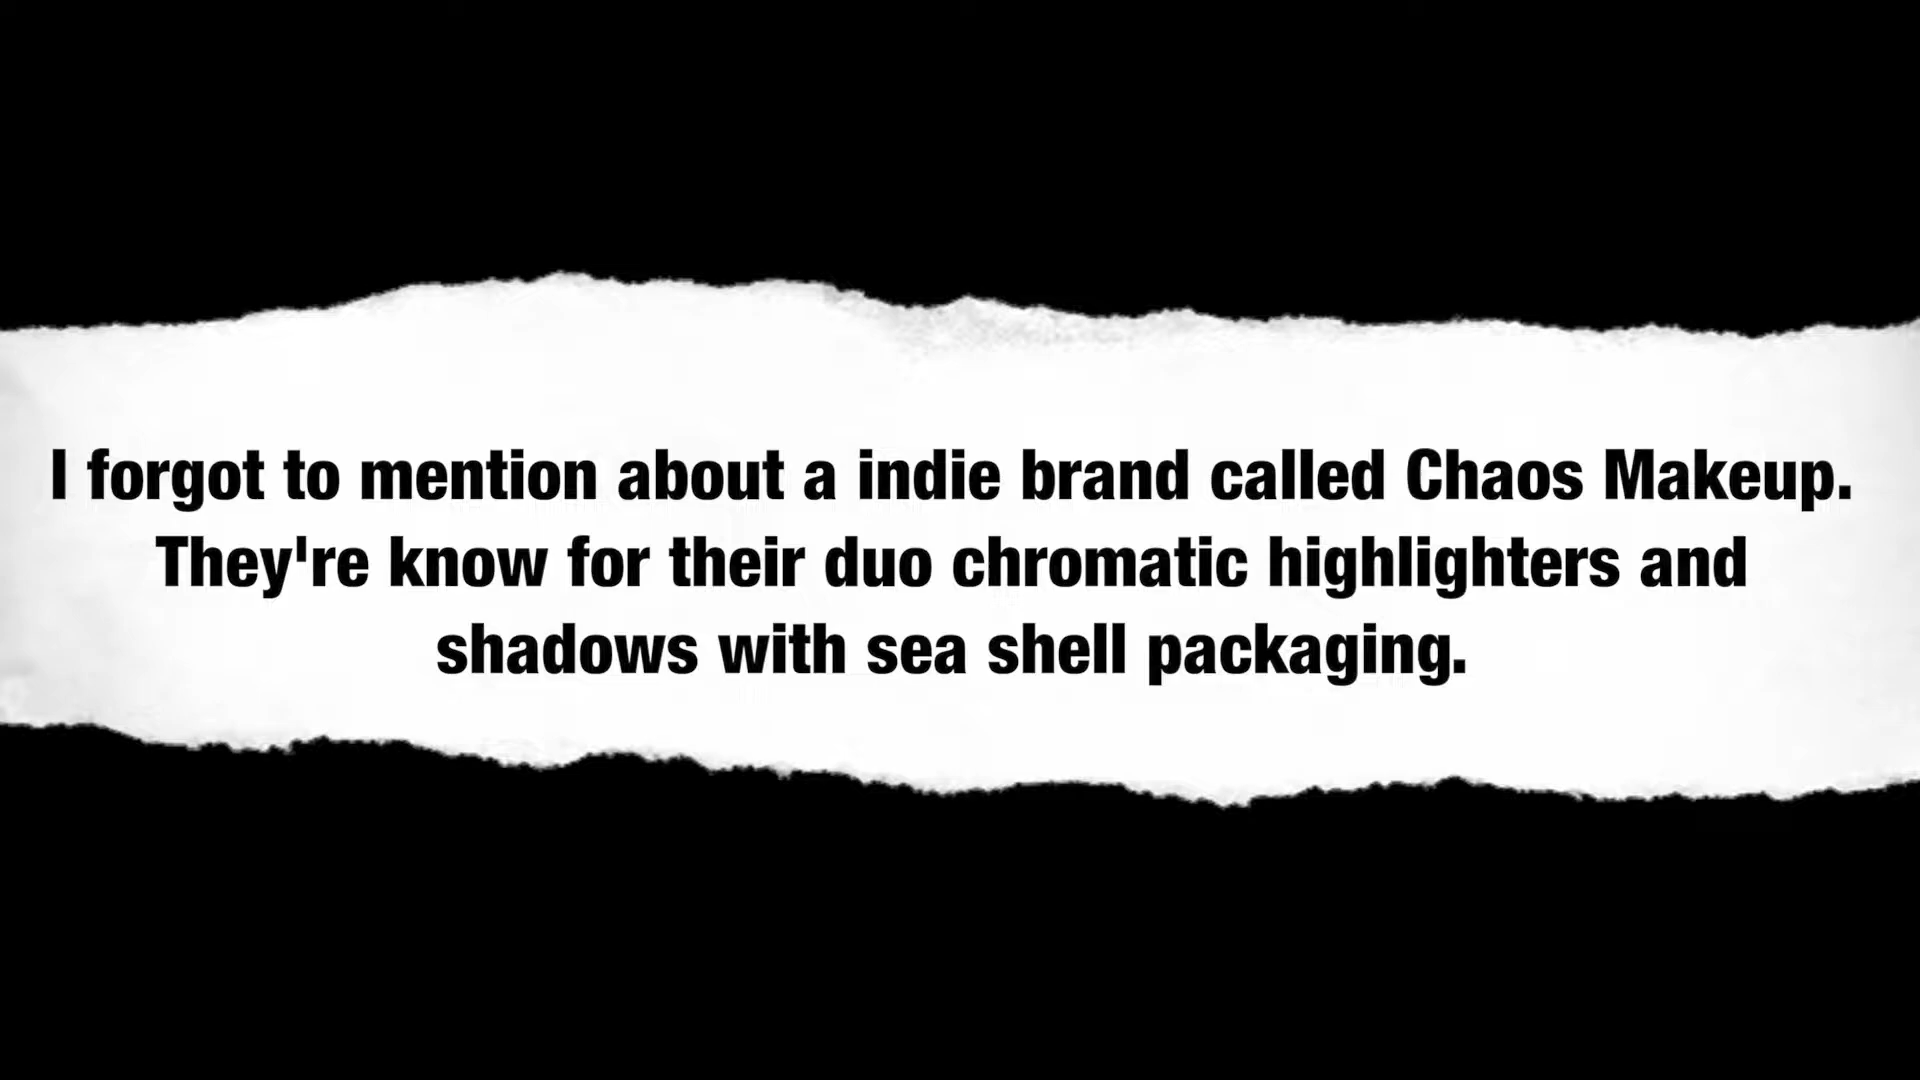 I forgot to mention about a indie brand called Chaos Makeup.
They're know for their duo chromatic highlighters and
shadows with sea shell packaging.